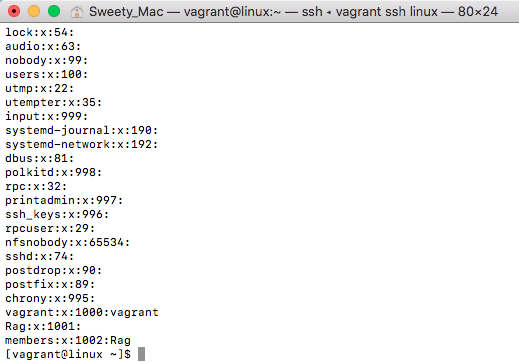 Sweety_Mac — vagrant@linux:~ — ssh ◂ vagrant ssh linux — 80×24
lock:x:54:
audio:x:63:
nobody:x:99:
users:x:100:
utmp:x:22:
utempter:x:35:
input:x:999:
systemd-journal:x:190:
systemd-network:x:192:
dbus:x:81:
polkitd:x:998:
rpc:x:32:
printadmin:x:997:
ssh_keys:x:996:
rpcuser:x:29:
nfsnobody:x:65534:
sshd:x:74:
postdrop:x:90:
postfix:x:89:
chrony:x:995:
vagrant:x:1000:vagrant
Rag:x:1001:
members:x:1002:Rag
[vagrant@linux ~]$